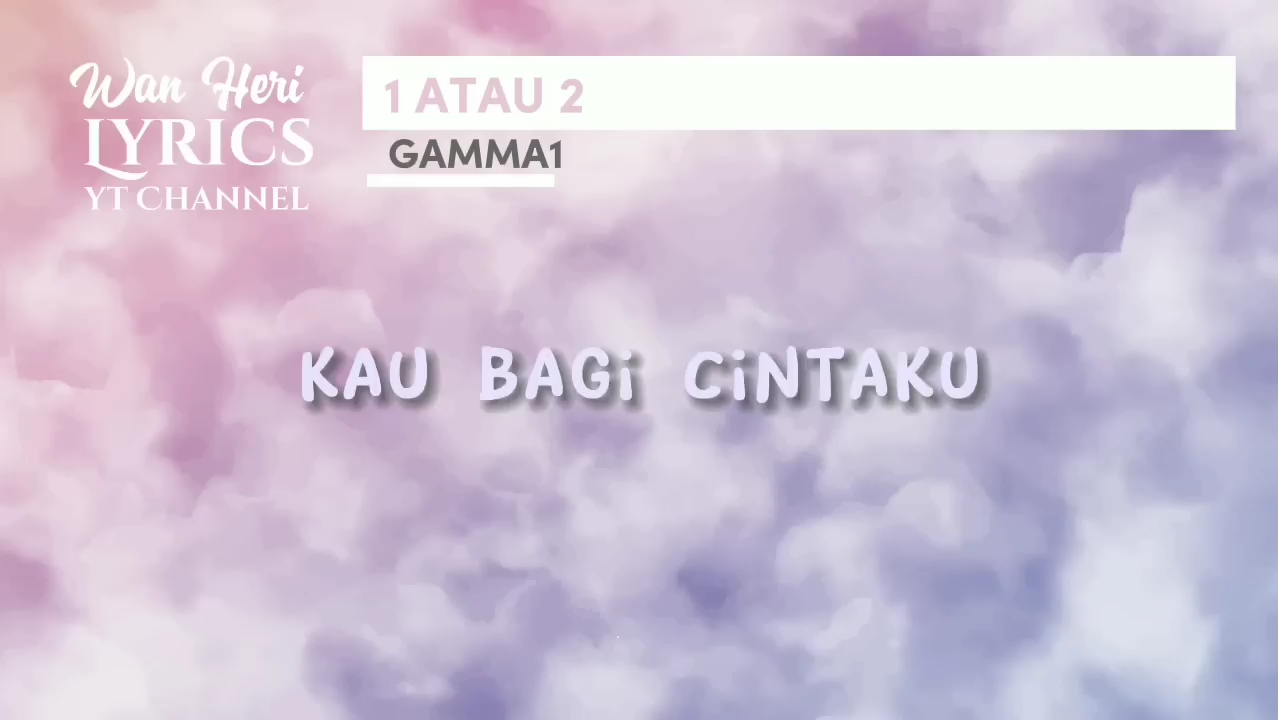 Wan Heri
LYRICS
YT CHANNEL
1 ATAU 2
GAMMA1
KAU BAGi CiNTAKU